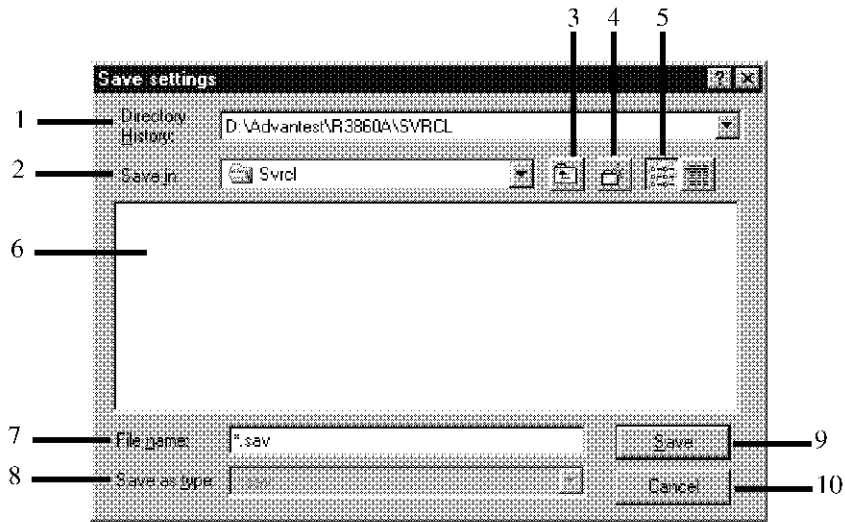 3 4 5
Save settings ? ×
1 Directory History: D:\Advantest\R3860A\SVRCL
2 Save in: Svrcl
6
7 File name: *.sav Save 9
8 Save as type: Cancel 10